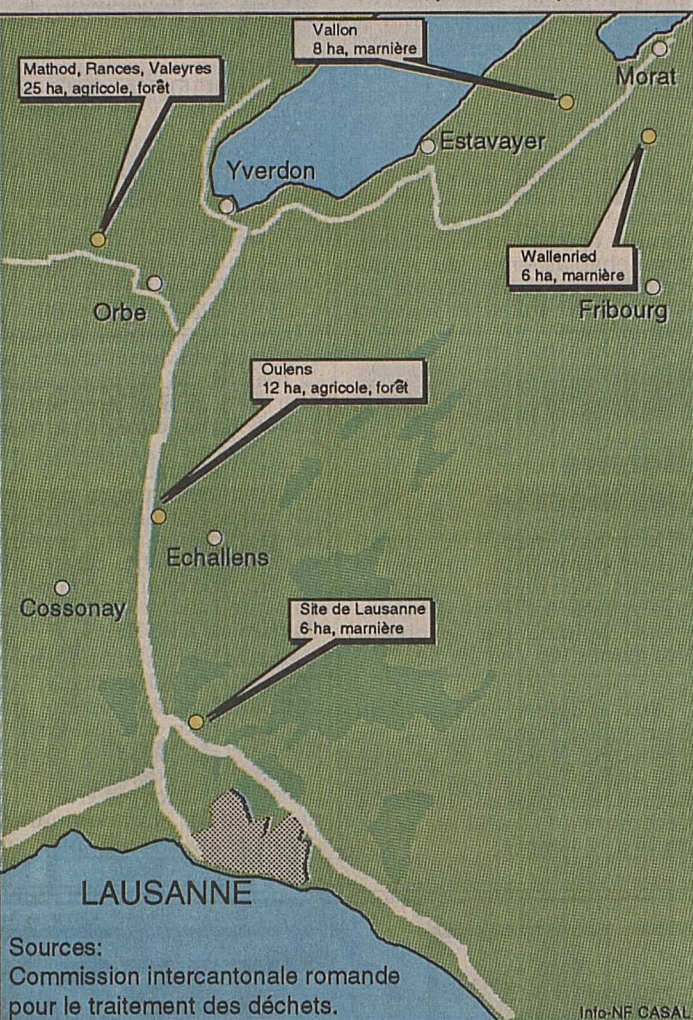 Vallon
8 ha, marnière
Mathod, Rances, Valeyres
25 ha, agricole, forêt
Morat
Estavayer
Yverdon
Wallenried
6 ha, marnière
Orbe
Fribourg
Oulens
12 ha, agricole, forêt
Echallens
Cossonay
Site de Lausanne
6 ha, marnière
LAUSANNE
Sources:
Commission intercantonale romande
pour le traitement des déchets.
Info-NF CASAL